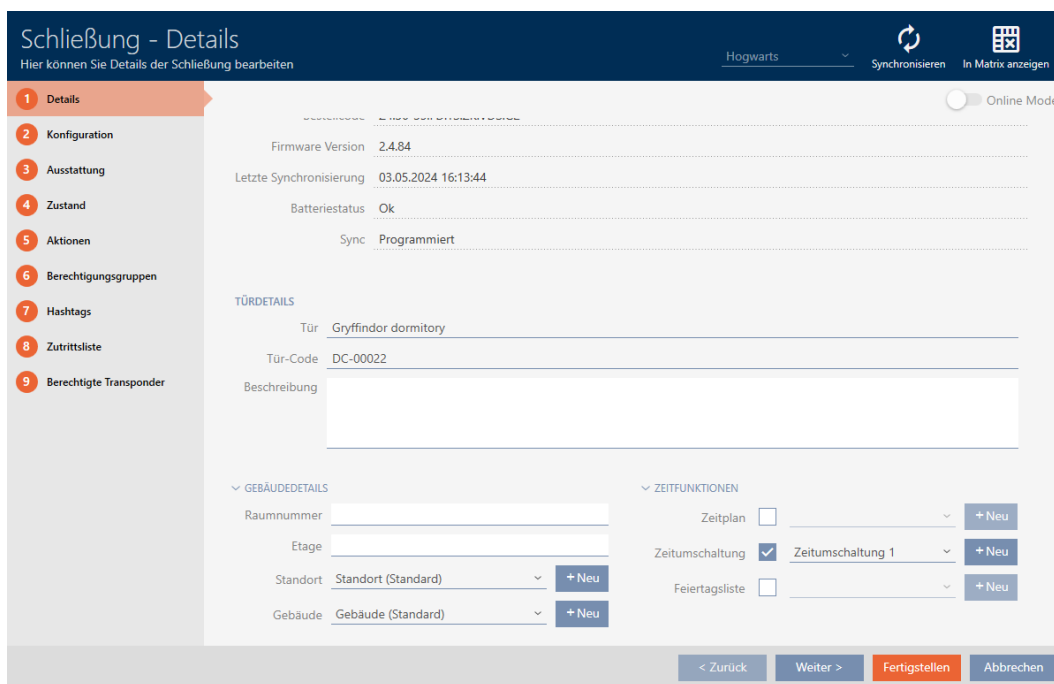 Schließung - Details
Hier können Sie Details der Schließung bearbeiten
Hogwarts
Synchronisieren
In Matrix anzeigen
1 Details
2 Konfiguration
3 Ausstattung
4 Zustand
5 Aktionen
6 Berechtigungsgruppen
7 Hashtags
8 Zutrittsliste
9 Berechtigte Transponder
Online Mode
Firmware Version 2.4.84
Letzte Synchronisierung 03.05.2024 16:13:44
Batteriestatus Ok
Sync Programmiert
TÜRDETAILS
Tür Gryffindor dormitory
Tür-Code DC-00022
Beschreibung
GEBÄUDEDETAILS
Raumnummer
Etage
Standort Standort (Standard) + Neu
Gebäude Gebäude (Standard) + Neu
ZEITFUNKTIONEN
Zeitplan + Neu
Zeitumschaltung Zeitumschaltung 1 + Neu
Feiertagsliste + Neu
< Zurück
Weiter >
Fertigstellen
Abbrechen